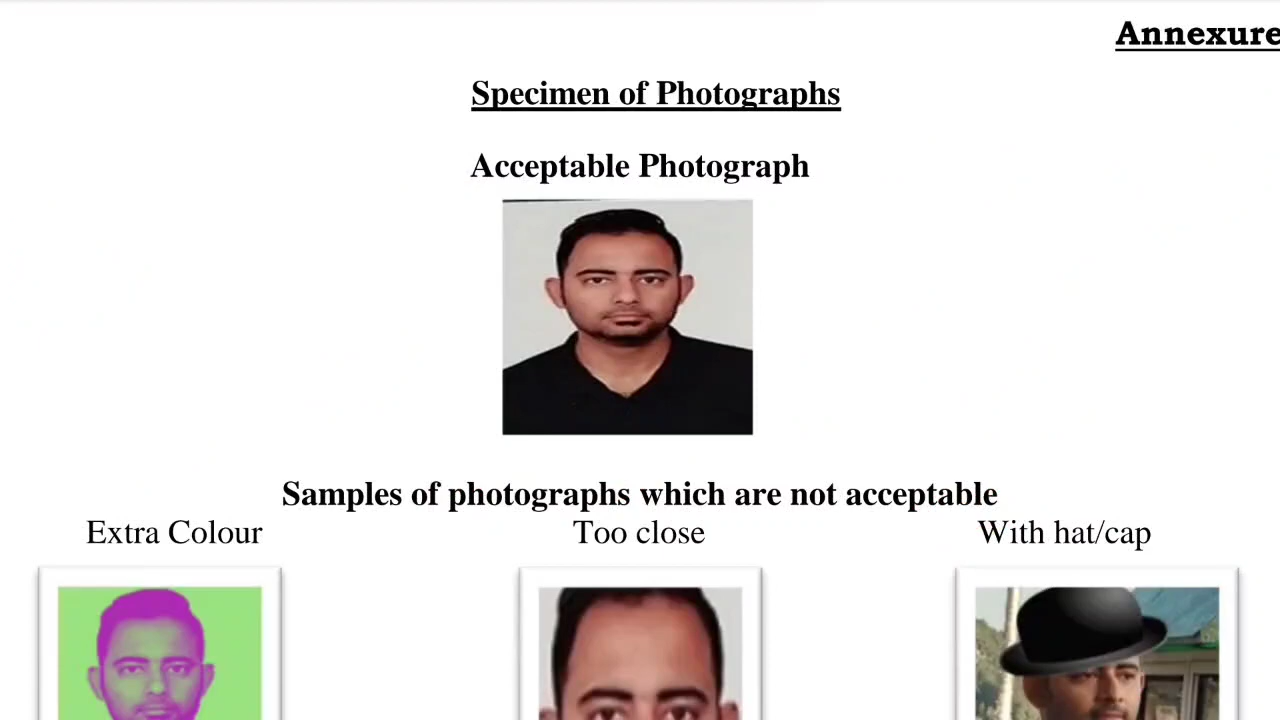 Annexure
Specimen of Photographs
Acceptable Photograph
Samples of photographs which are not acceptable
Extra Colour
Too close
With hat/cap